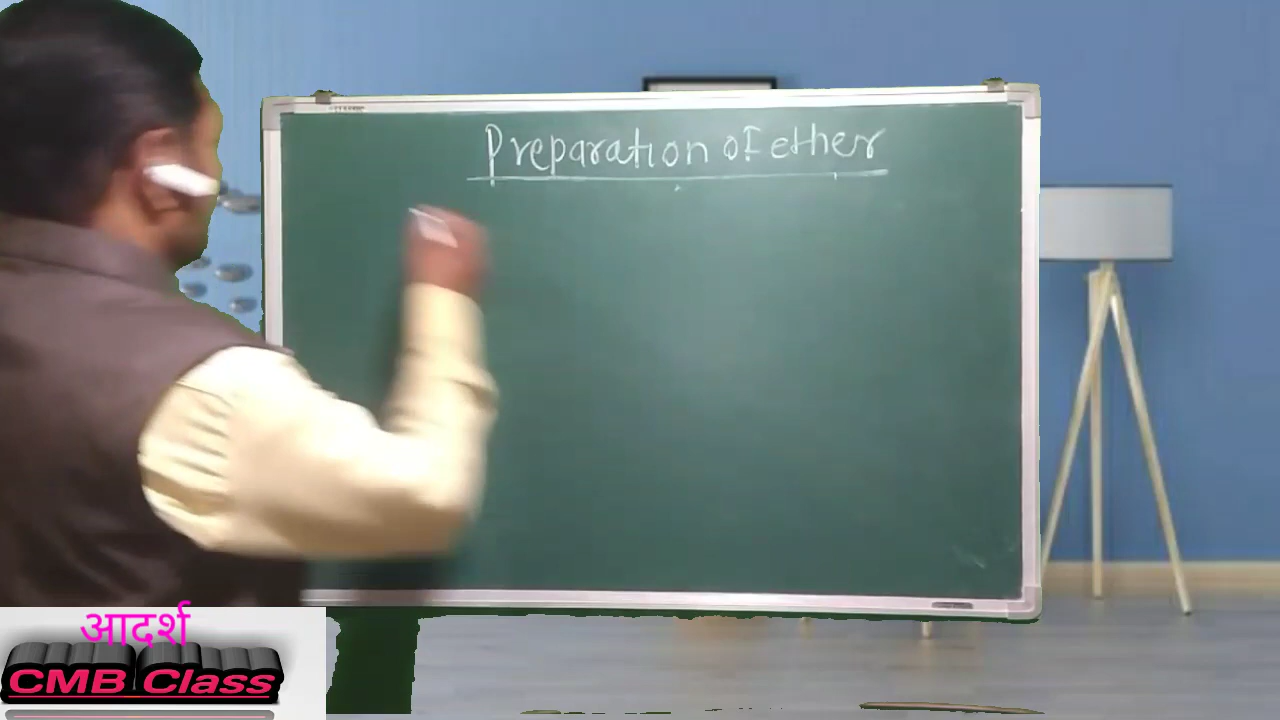 Preparation of ether
आदर्श
CMB Class